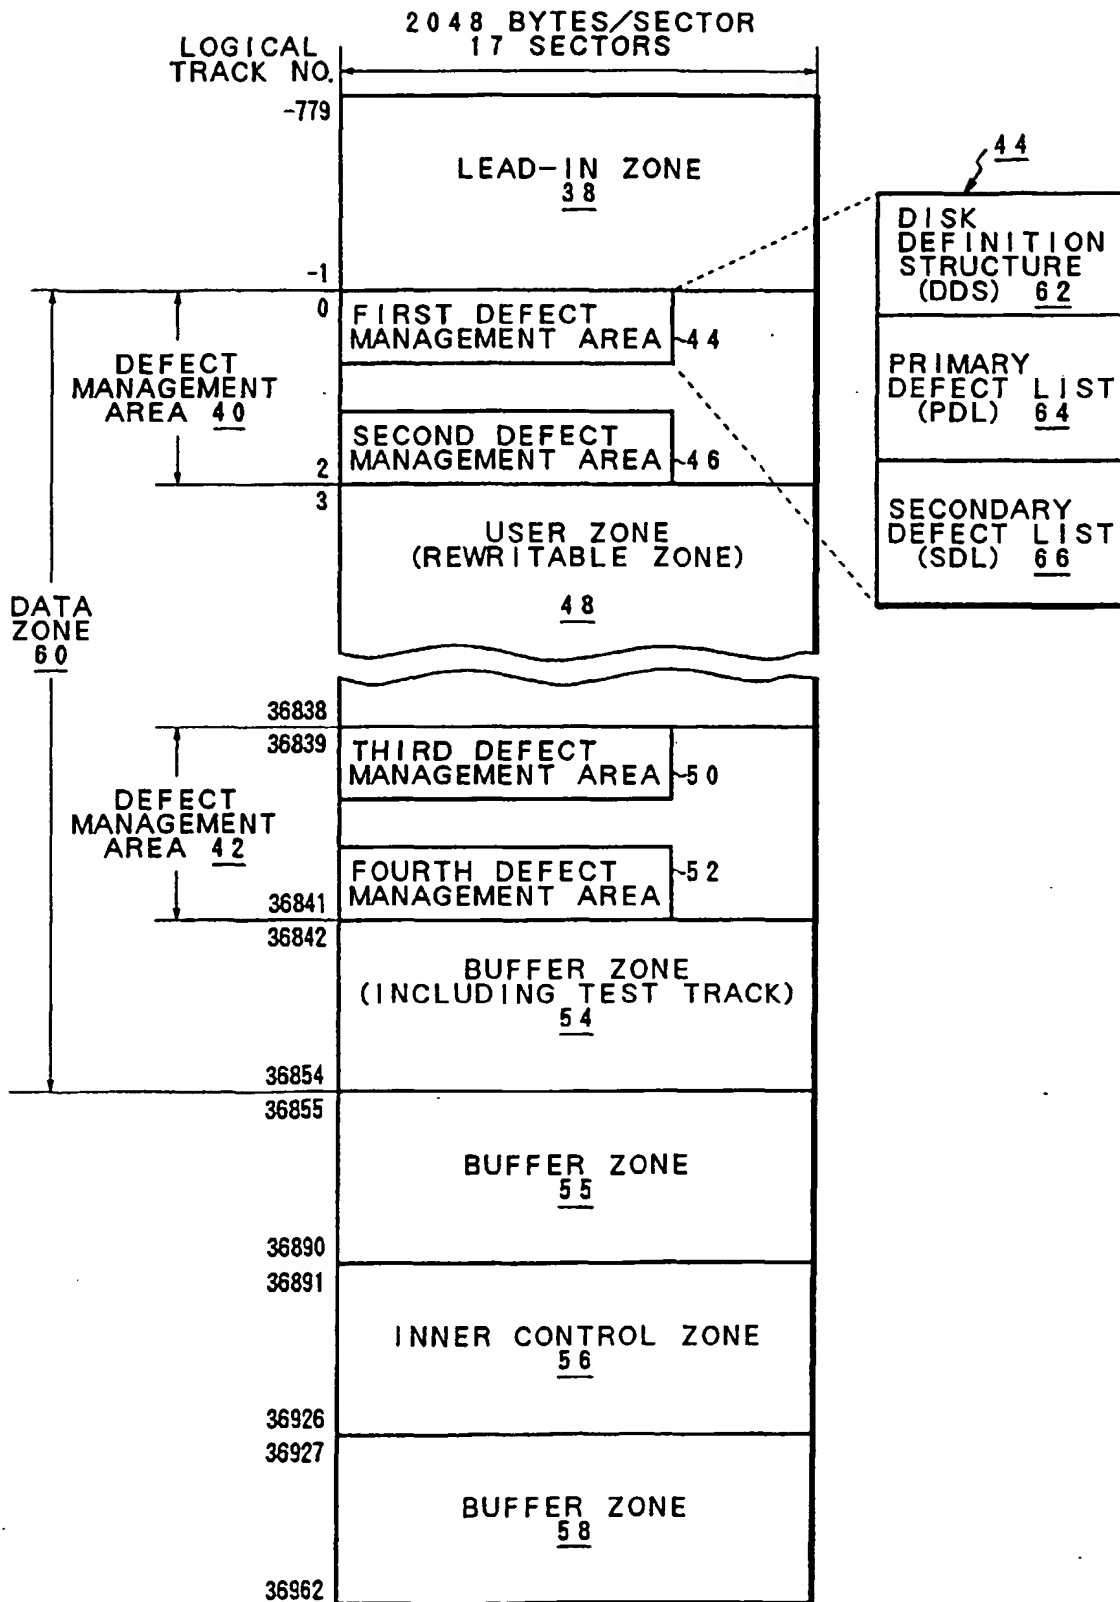 2048 BYTES/SECTOR
17 SECTORS
LOGICAL
TRACK NO.
-779
LEAD-IN ZONE
38
-1
0
FIRST DEFECT
MANAGEMENT AREA
44
DEFECT
MANAGEMENT
AREA 40
SECOND DEFECT
MANAGEMENT AREA
46
2
3
USER ZONE
(REWRITABLE ZONE)
48
44
DISK
DEFINITION
STRUCTURE
(DDS) 62
PRIMARY
DEFECT LIST
(PDL) 64
SECONDARY
DEFECT LIST
(SDL) 66
DATA
ZONE
60
36838
36839
THIRD DEFECT
MANAGEMENT AREA
50
DEFECT
MANAGEMENT
AREA 42
FOURTH DEFECT
MANAGEMENT AREA
52
36841
36842
BUFFER ZONE
(INCLUDING TEST TRACK)
54
36854
36855
BUFFER ZONE
55
36890
36891
INNER CONTROL ZONE
56
36926
36927
BUFFER ZONE
58
36962